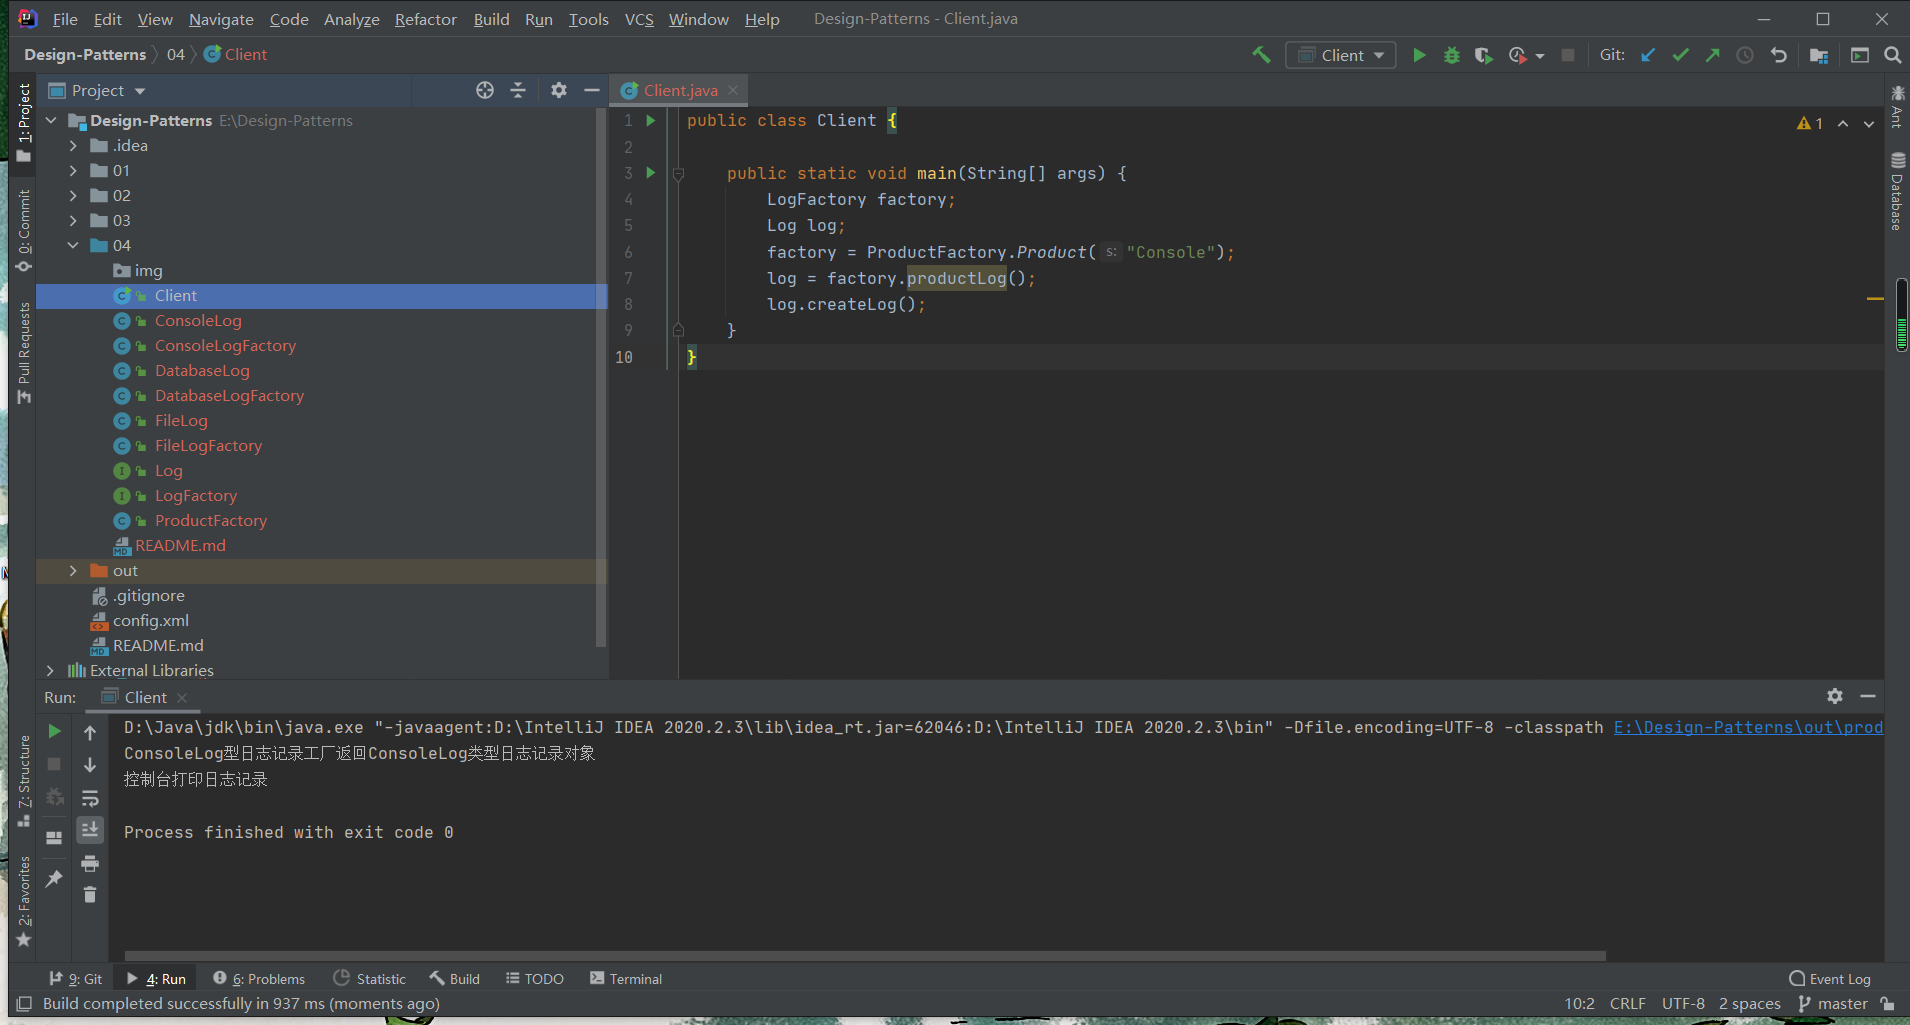 File Edit View Navigate Code Analyze Refactor Build Run Tools VCS Window Help Design-Patterns - Client.java
Design-Patterns 04 Client
Client Git:
1: Project
0: Commit
Pull Requests
7: Structure
2: Favorites
Project
Design-Patterns E:\Design-Patterns
.idea
01
02
03
04
img
Client
ConsoleLog
ConsoleLogFactory
DatabaseLog
DatabaseLogFactory
FileLog
FileLogFactory
Log
LogFactory
ProductFactory
README.md
out
.gitignore
config.xml
README.md
External Libraries
Client.java
1 public class Client {
2
3 public static void main(String[] args) {
4 LogFactory factory;
5 Log log;
6 factory = ProductFactory.Product( s: "Console");
7 log = factory.productLog();
8 log.createLog();
9 }
10 }
1
Ant
Database
Run: Client
D:\Java\jdk\bin\java.exe "-javaagent:D:\IntelliJ IDEA 2020.2.3\lib\idea_rt.jar=62046:D:\IntelliJ IDEA 2020.2.3\bin" -Dfile.encoding=UTF-8 -classpath E:\Design-Patterns\out\prod
ConsoleLog型日志记录工厂返回ConsoleLog类型日志记录对象
控制台打印日志记录
Process finished with exit code 0
9: Git 4: Run 6: Problems Statistic Build TODO Terminal Event Log
Build completed successfully in 937 ms (moments ago) 10:2 CRLF UTF-8 2 spaces master